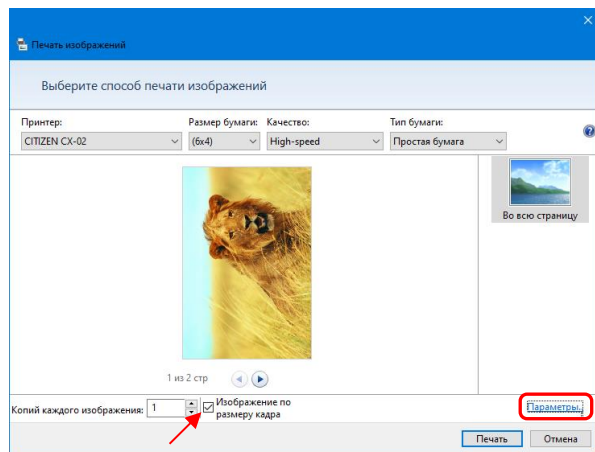 Печать изображений
Выберите способ печати изображений
Принтер: Размер бумаги: Качество: Тип бумаги:
CITIZEN CX-02 (6x4) High-speed Простая бумага
Во всю страницу
1 из 2 стр
Копий каждого изображения: 1 Изображение по
размеру кадра
Параметры...
Печать Отмена